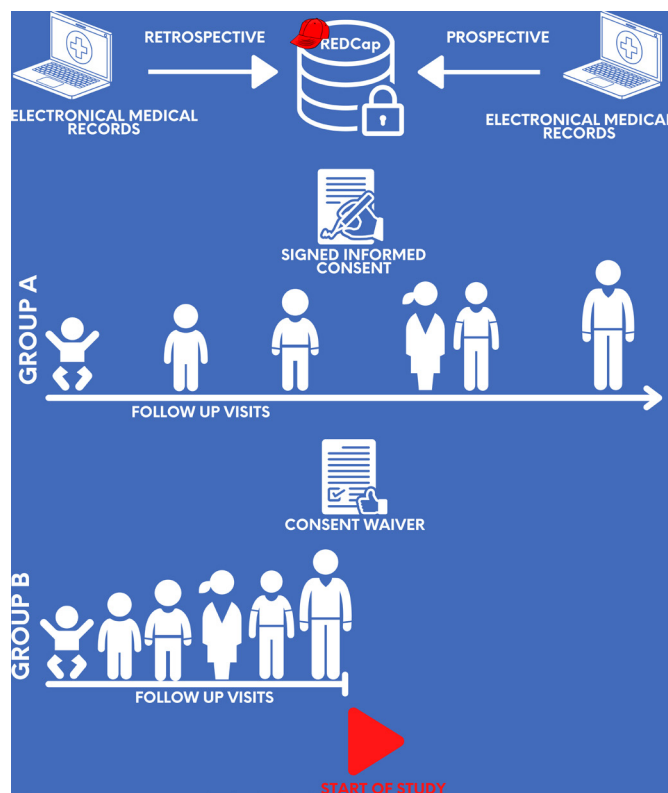 RETROSPECTIVE
REDCap
PROSPECTIVE
ELECTRONICAL MEDICAL
RECORDS
ELECTRONICAL MEDICAL
RECORDS
SIGNED INFORMED
CONSENT
GROUP A
FOLLOW UP VISITS
CONSENT WAIVER
GROUP B
FOLLOW UP VISITS
START OF STUDY